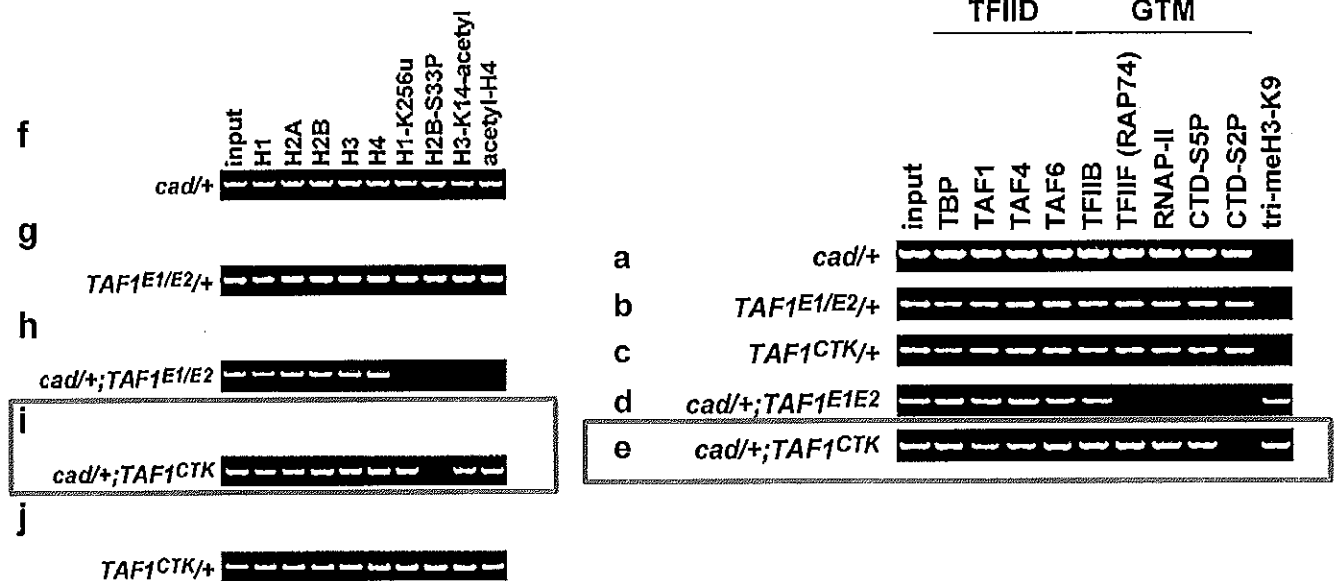 f
input
H1
H2A
H2B
H3
H4
H1-K256u
H2B-S33P
H3-K14-acetyl
acetyl-H4
cad/+
g
TAF1E1/E2/+
h
cad/+;TAF1E1/E2
i
cad/+;TAF1CTK
j
TAF1CTK/+
TFIID
GTM
input
TBP
TAF1
TAF4
TAF6
TFIIB
TFIIF (RAP74)
RNAP-II
CTD-S5P
CTD-S2P
tri-meH3-K9
a
cad/+
b
TAF1E1/E2/+
c
TAF1CTK/+
d
cad/+;TAF1E1E2
e
cad/+;TAF1CTK